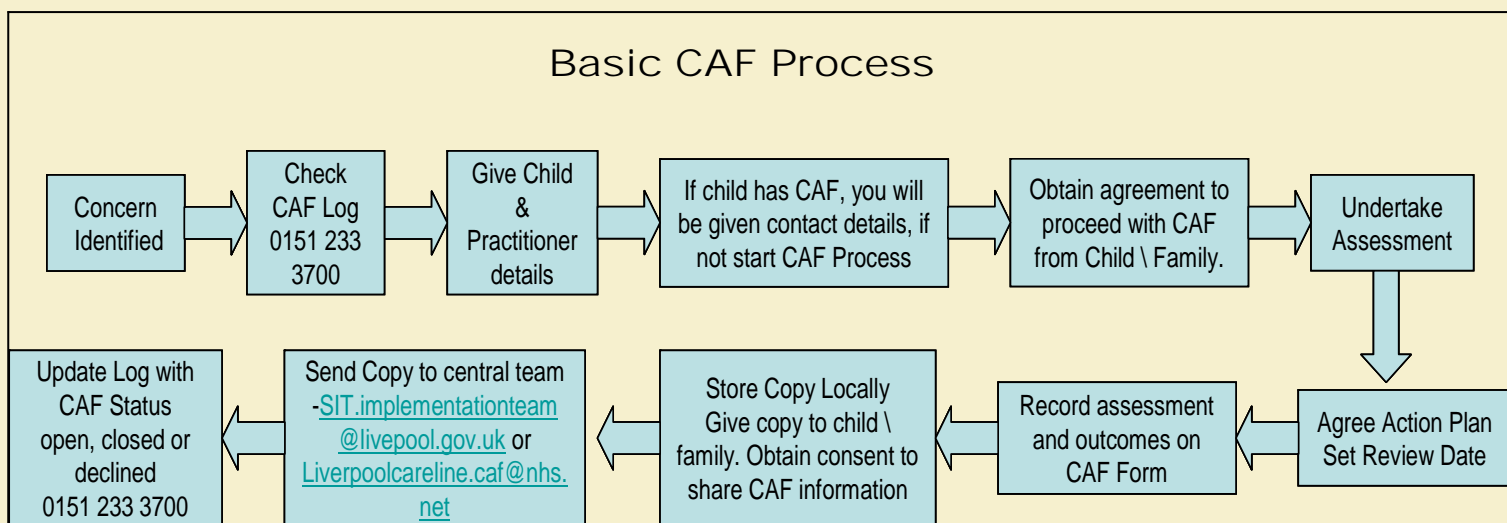 Basic CAF Process
Concern
Identified
Check
CAF Log
0151 233
3700
Give Child
&
Practitioner
details
If child has CAF, you will
be given contact details, if
not start CAF Process
Obtain agreement to
proceed with CAF
from Child \ Family.
Undertake
Assessment
Agree Action Plan
Set Review Date
Record assessment
and outcomes on
CAF Form
Store Copy Locally
Give copy to child \
family. Obtain consent to
share CAF information
Send Copy to central team
-SIT.implementationteam
@livepool.gov.uk or
Liverpoolcareline.caf@nhs.
net
Update Log with
CAF Status
open, closed or
declined
0151 233 3700